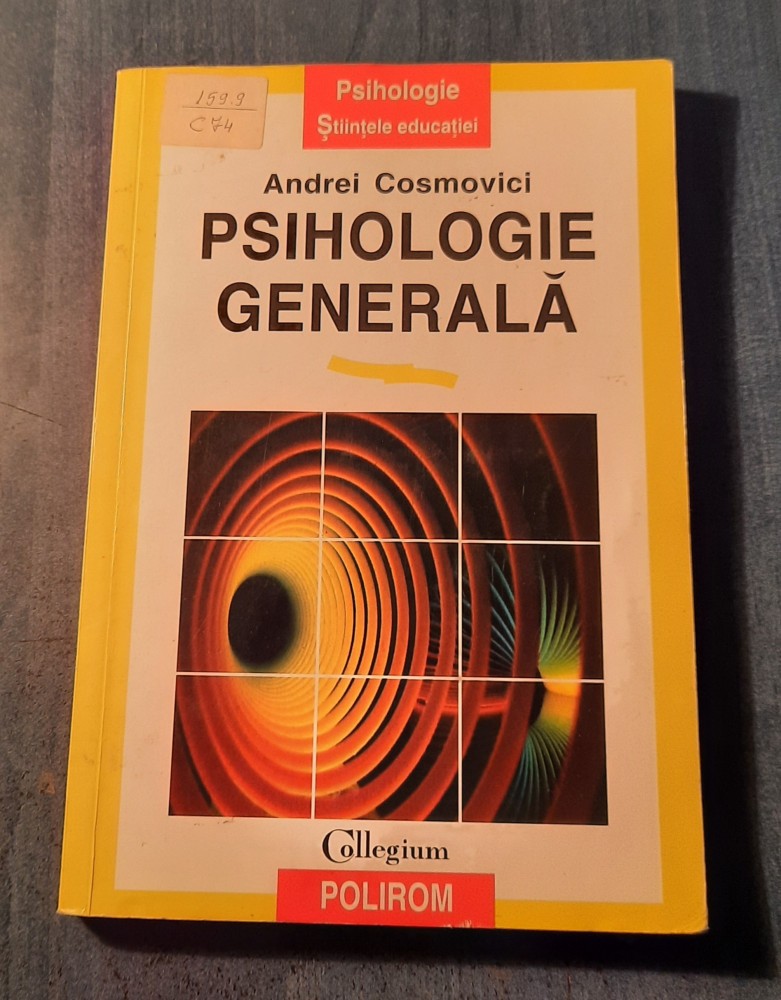 159.9
C74
Psihologie
Științele educației
Andrei Cosmovici
PSIHOLOGIE
GENERALĂ
Collegium
POLIROM